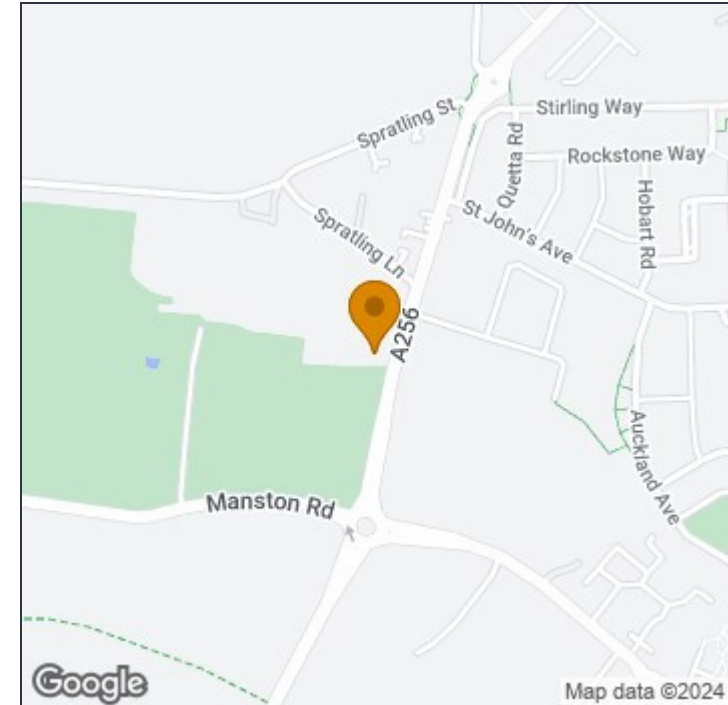 Spratling St
Stirling Way
Quetta Rd
Rockstone Way
Hobart Rd
St John's Ave
Spratling Ln
A256
Auckland Ave
Manston Rd
Google
Map data ©2024